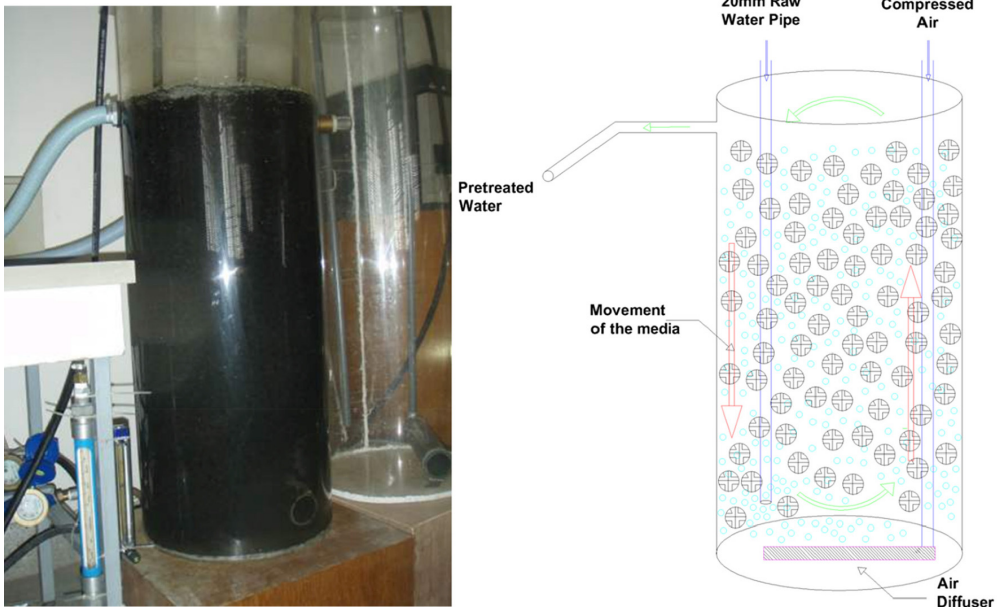 20mm Raw
Water Pipe
Compressed
Air
Pretreated
Water
Movement
of the media
Air
Diffuser